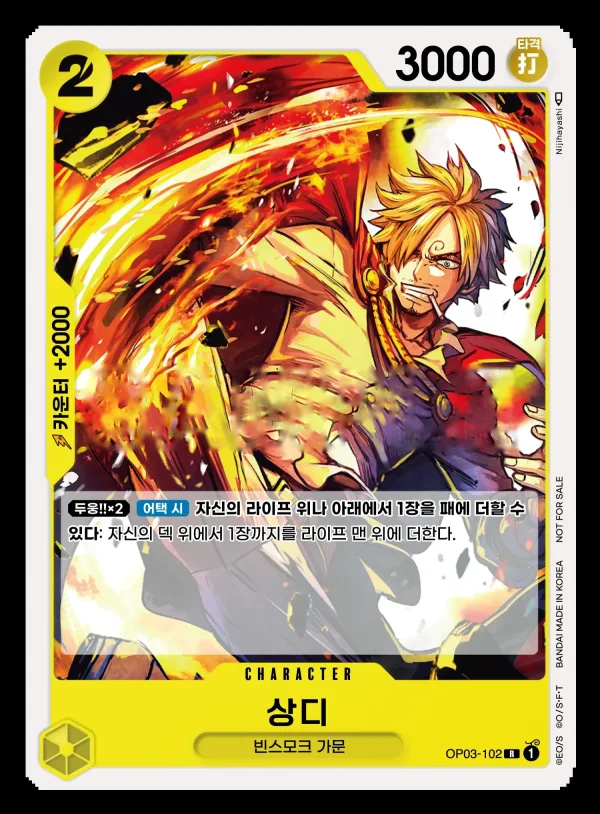 2
3000
타격
打
Nijihayashi
카운터 +2000
두웅!!×2 어택 시 자신의 라이프 위나 아래에서 1장을 패에 더할 수
있다: 자신의 덱 위에서 1장까지를 라이프 맨 위에 더한다.
CHARACTER
상디
빈스모크 가문
OP03-102 R 1
©EO/S ©O/S·F·T BANDAI MADE IN KOREA NOT FOR SALE